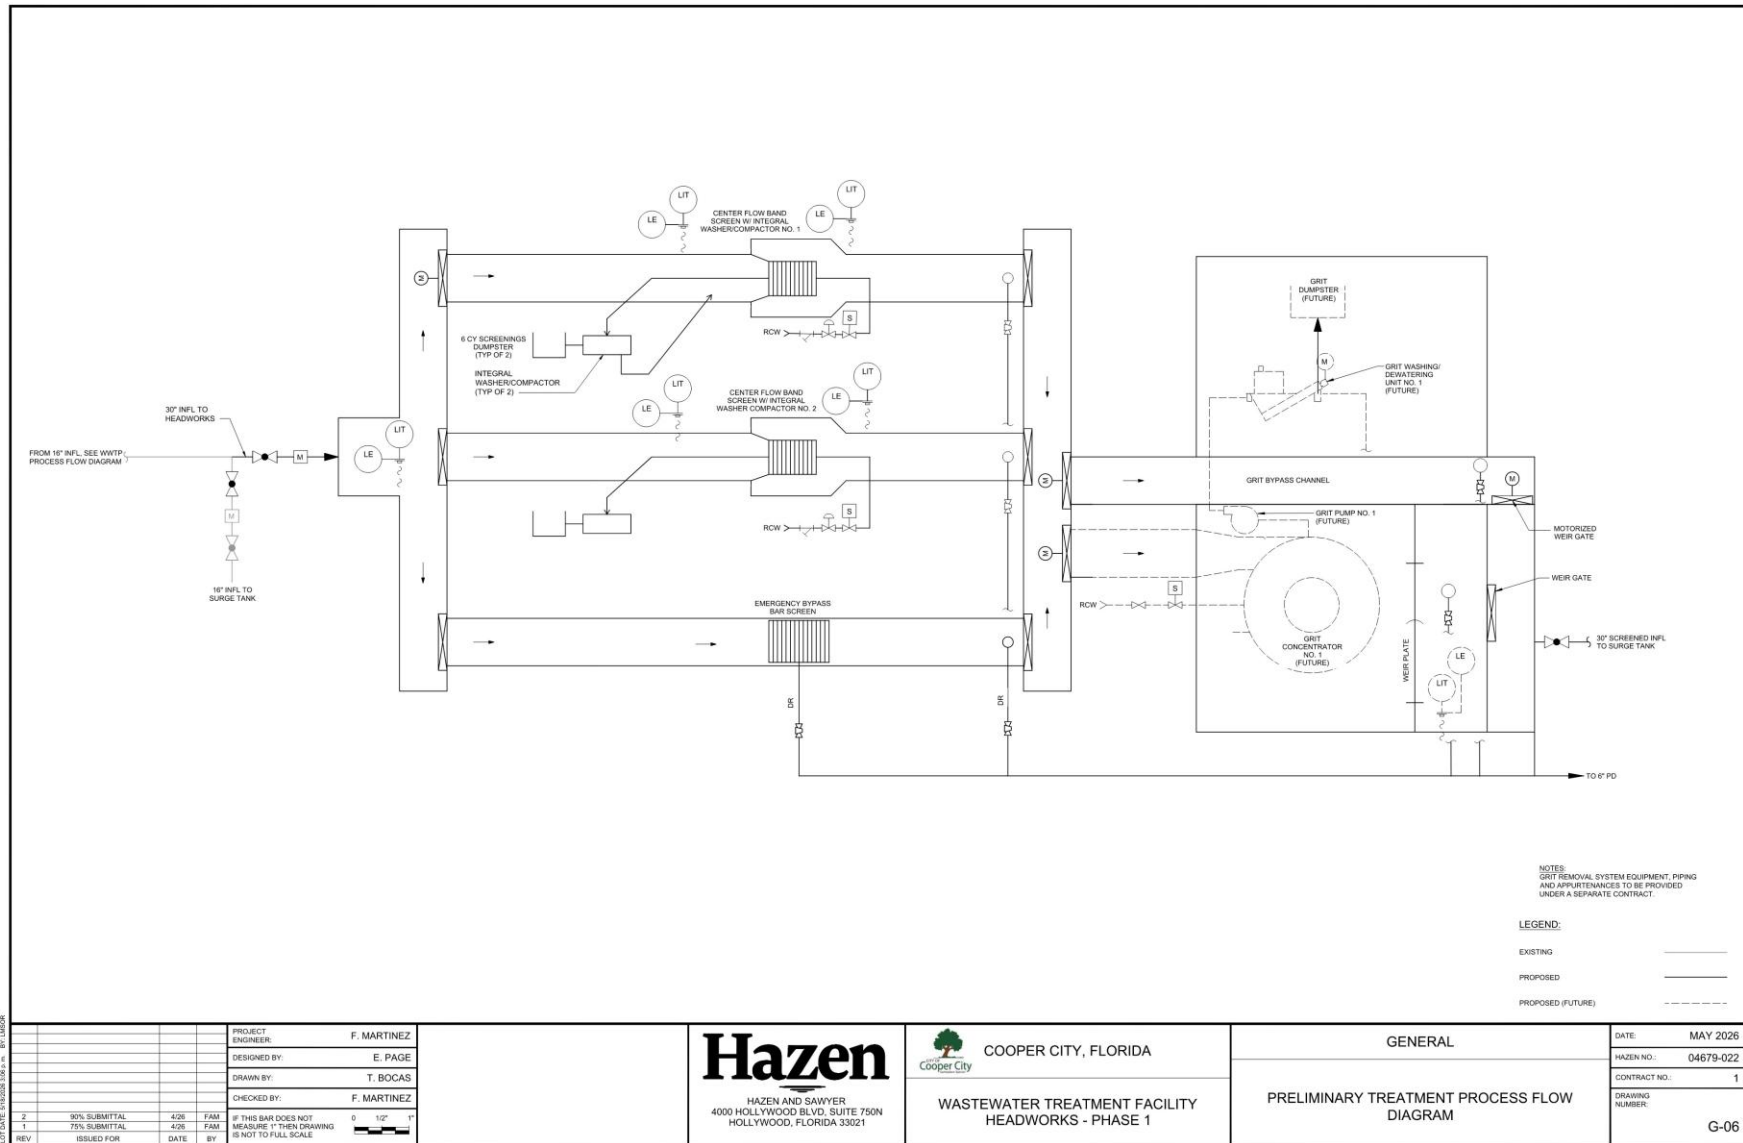 LIT
LE
CENTER FLOW BAND
SCREEN W/ INTEGRAL
WASHER/COMPACTOR NO. 1
LE
LIT
M
6 CY SCREENINGS
DUMPSTER
(TYP OF 2)
INTEGRAL
WASHER/COMPACTOR
(TYP OF 2)
RCW
S
LIT
LE
CENTER FLOW BAND
SCREEN W/ INTEGRAL
WASHER COMPACTOR NO. 2
LE
LIT
30" INFL TO
HEADWORKS
FROM 16" INFL, SEE WWTP
PROCESS FLOW DIAGRAM
M
LE
LIT
M
16" INFL TO
SURGE TANK
RCW
S
EMERGENCY BYPASS
BAR SCREEN
DR
DR
M
M
GRIT
DUMPSTER
(FUTURE)
M
GRIT WASHING/
DEWATERING
UNIT NO. 1
(FUTURE)
GRIT BYPASS CHANNEL
M
GRIT PUMP NO. 1
(FUTURE)
MOTORIZED
WEIR GATE
WEIR GATE
RCW
S
GRIT
CONCENTRATOR
NO. 1
(FUTURE)
WEIR PLATE
LE
LIT
30" SCREENED INFL
TO SURGE TANK
TO 6" PD
NOTES:
GRIT REMOVAL SYSTEM EQUIPMENT, PIPING
AND APPURTENANCES TO BE PROVIDED
UNDER A SEPARATE CONTRACT.
LEGEND:
EXISTING
PROPOSED
PROPOSED (FUTURE)
2 90% SUBMITTAL 4/26 FAM
1 75% SUBMITTAL 4/26 FAM
REV ISSUED FOR DATE BY
PROJECT
ENGINEER: F. MARTINEZ
DESIGNED BY: E. PAGE
DRAWN BY: T. BOCAS
CHECKED BY: F. MARTINEZ
IF THIS BAR DOES NOT
MEASURE 1" THEN DRAWING
IS NOT TO FULL SCALE
0 1/2" 1"
Hazen
HAZEN AND SAWYER
4000 HOLLYWOOD BLVD, SUITE 750N
HOLLYWOOD, FLORIDA 33021
Cooper City
COOPER CITY, FLORIDA
WASTEWATER TREATMENT FACILITY
HEADWORKS - PHASE 1
GENERAL
PRELIMINARY TREATMENT PROCESS FLOW
DIAGRAM
DATE: MAY 2026
HAZEN NO.: 04679-022
CONTRACT NO.: 1
DRAWING
NUMBER:
G-06